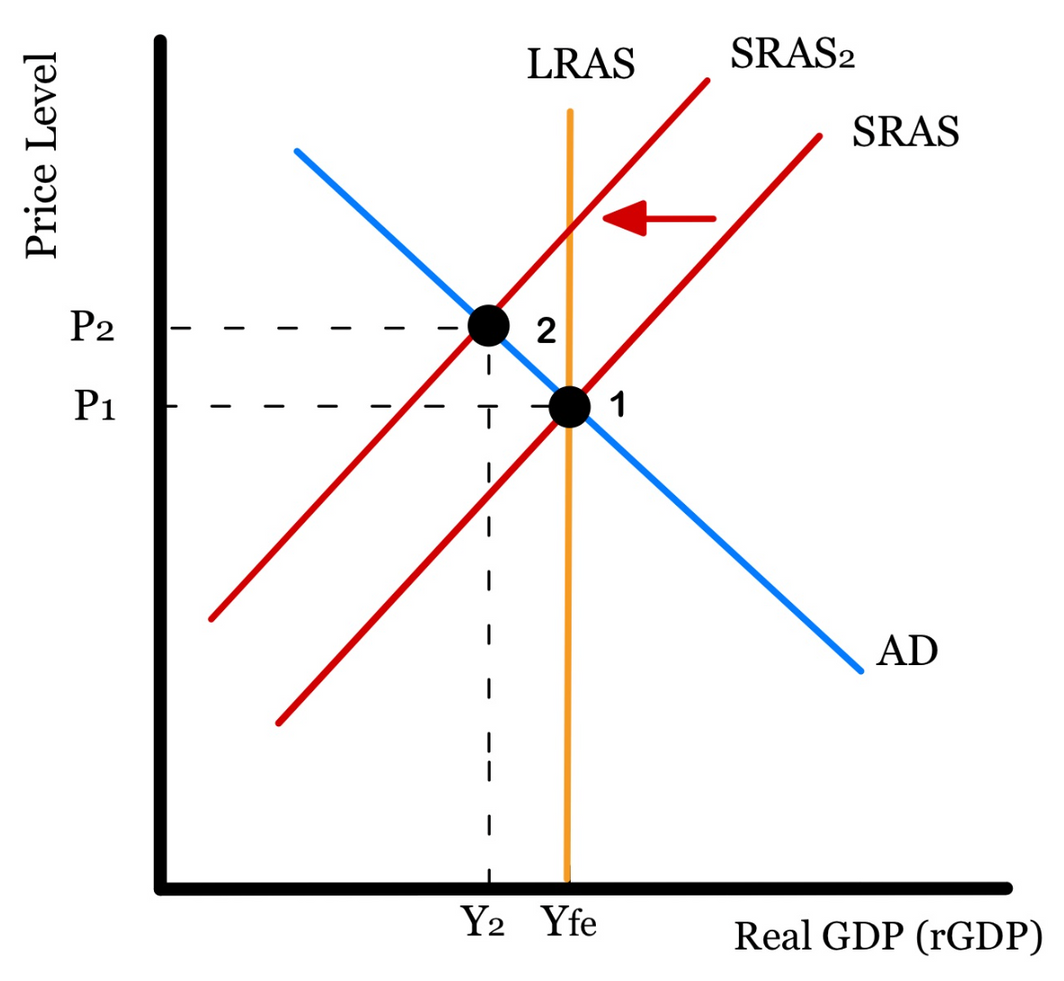 Price Level
LRAS
SRAS₂
SRAS
P2
2
P1
1
AD
Y2
Yfe
Real GDP (rGDP)